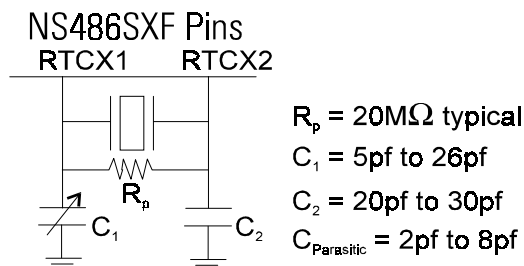 NS486SXF Pins
RTCX1 RTCX2
Rp = 20MΩ typical
C1 = 5pf to 26pf
C2 = 20pf to 30pf
CParasitic = 2pf to 8pf
Rp
C1
C2